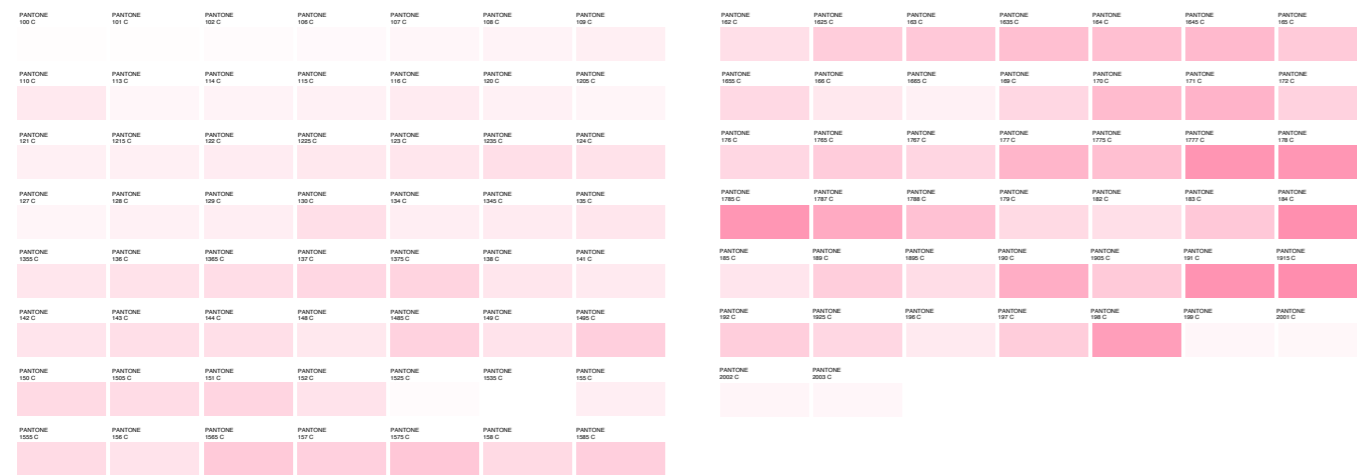 PANTONE PANTONE PANTONE PANTONE PANTONE PANTONE PANTONE
100 C 101 C 102 C 106 C 107 C 108 C 109 C
PANTONE PANTONE PANTONE PANTONE PANTONE PANTONE PANTONE
110 C 113 C 114 C 115 C 116 C 120 C 1205 C
PANTONE PANTONE PANTONE PANTONE PANTONE PANTONE PANTONE
121 C 1215 C 122 C 1225 C 123 C 1235 C 124 C
PANTONE PANTONE PANTONE PANTONE PANTONE PANTONE PANTONE
127 C 128 C 129 C 130 C 134 C 1345 C 135 C
PANTONE PANTONE PANTONE PANTONE PANTONE PANTONE PANTONE
1355 C 136 C 1365 C 137 C 1375 C 138 C 141 C
PANTONE PANTONE PANTONE PANTONE PANTONE PANTONE PANTONE
142 C 143 C 144 C 148 C 1485 C 149 C 1495 C
PANTONE PANTONE PANTONE PANTONE PANTONE PANTONE PANTONE
150 C 1505 C 151 C 152 C 1525 C 1535 C 155 C
PANTONE PANTONE PANTONE PANTONE PANTONE PANTONE PANTONE
1555 C 156 C 1565 C 157 C 1575 C 158 C 1585 C
PANTONE PANTONE PANTONE PANTONE PANTONE PANTONE PANTONE
162 C 1625 C 163 C 1635 C 164 C 1645 C 165 C
PANTONE PANTONE PANTONE PANTONE PANTONE PANTONE PANTONE
1655 C 166 C 1665 C 169 C 170 C 171 C 172 C
PANTONE PANTONE PANTONE PANTONE PANTONE PANTONE PANTONE
176 C 1765 C 1767 C 177 C 1775 C 1777 C 178 C
PANTONE PANTONE PANTONE PANTONE PANTONE PANTONE PANTONE
1785 C 1787 C 1788 C 179 C 182 C 183 C 184 C
PANTONE PANTONE PANTONE PANTONE PANTONE PANTONE PANTONE
185 C 189 C 1895 C 190 C 1905 C 191 C 1915 C
PANTONE PANTONE PANTONE PANTONE PANTONE PANTONE PANTONE
192 C 1925 C 196 C 197 C 198 C 199 C 2001 C
PANTONE PANTONE
2002 C 2003 C